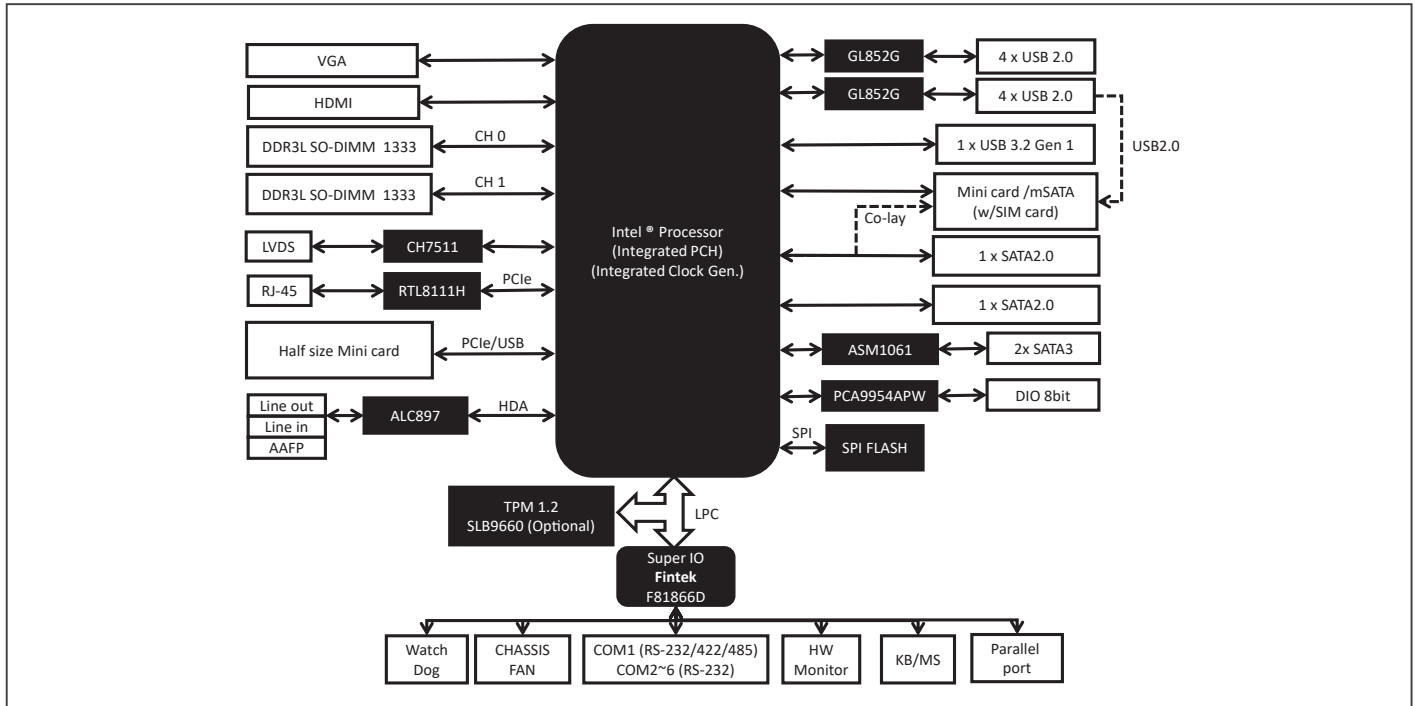 VGA
HDMI
DDR3L SO-DIMM 1333
CH 0
DDR3L SO-DIMM 1333
CH 1
LVDS
CH7511
RJ-45
RTL8111H
PCIe
Half size Mini card
PCIe/USB
Line out
Line in
AAFP
ALC897
HDA
Intel ® Processor
(Integrated PCH)
(Integrated Clock Gen.)
GL852G
4 x USB 2.0
GL852G
4 x USB 2.0
1 x USB 3.2 Gen 1
USB2.0
Mini card /mSATA
(w/SIM card)
Co-lay
1 x SATA2.0
1 x SATA2.0
ASM1061
2x SATA3
PCA9954APW
DIO 8bit
SPI
SPI FLASH
TPM 1.2
SLB9660 (Optional)
LPC
Super IO
Fintek
F81866D
Watch
Dog
CHASSIS
FAN
COM1 (RS-232/422/485)
COM2~6 (RS-232)
HW
Monitor
KB/MS
Parallel
port